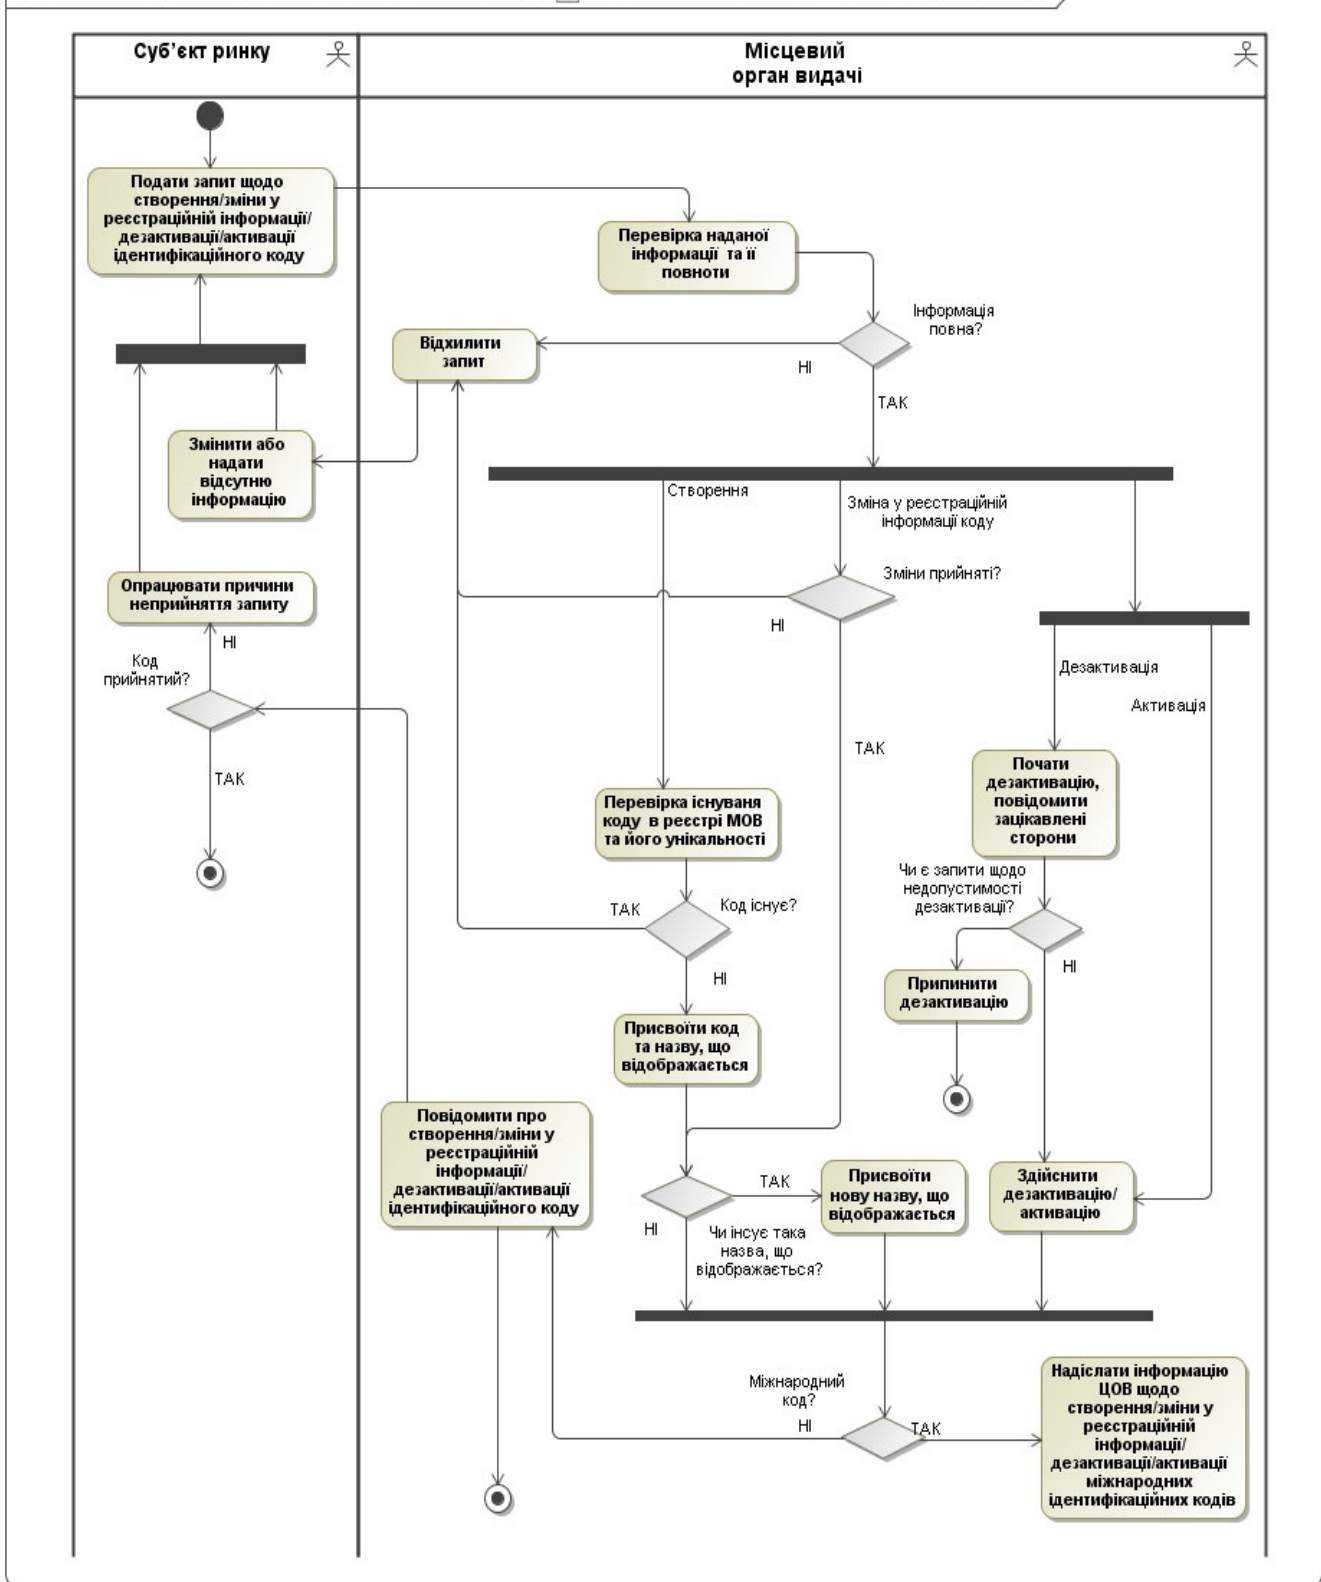 Суб’єкт ринку
Місцевий
орган видачі
Подати запит щодо
створення/зміни у
реєстраційній інформації/
дезактивації/активації
ідентифікаційного коду
Перевірка наданої
інформації та її
повноти
Інформація
повна?
НІ
ТАК
Відхилити
запит
Змінити або
надати
відсутню
інформацію
Створення
Зміна у реєстраційній
інформації коду
Зміни прийняті?
НІ
ТАК
Опрацювати причини
неприйняття запиту
НІ
Код
прийнятий?
ТАК
Дезактивація
Активація
Почати
дезактивацію,
повідомити
зацікавлені
сторони
Перевірка існуваня
коду в реєстрі МОВ
та його унікальності
Чи є запити щодо
недопустимості
дезактивації?
НІ
ТАК
Код існує?
НІ
Припинити
дезактивацію
Присвоїти код
та назву, що
відображається
Повідомити про
створення/зміни у
реєстраційній
інформації/
дезактивації/активації
ідентифікаційного коду
ТАК
НІ
Чи інсує така
назва, що
відображається?
Присвоїти
нову назву, що
відображається
Здійснити
дезактивацію/
активацію
Міжнародний
код?
НІ
ТАК
Надіслати інформацію
ЦОВ щодо
створення/зміни у
реєстраційній
інформації/
дезактивації/активації
міжнародних
ідентифікаційних кодів